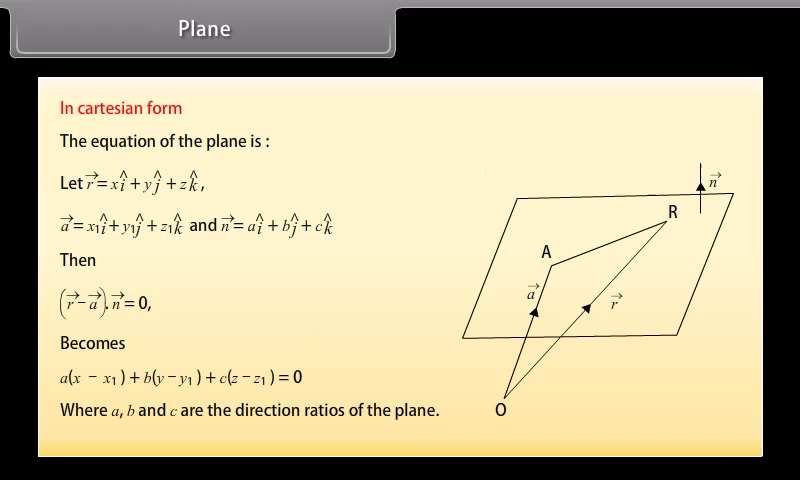 Plane
In cartesian form
The equation of the plane is :
Let r⃗ = xî + yĵ + zk̂ ,
a⃗ = x₁î + y₁ĵ + z₁k̂ and n⃗ = aî + bĵ + ck̂
Then
(r⃗ − a⃗). n⃗ = 0,
Becomes
a(x − x₁) + b(y − y₁) + c(z − z₁) = 0
Where a, b and c are the direction ratios of the plane.
n⃗
R
A
a⃗
r⃗
O